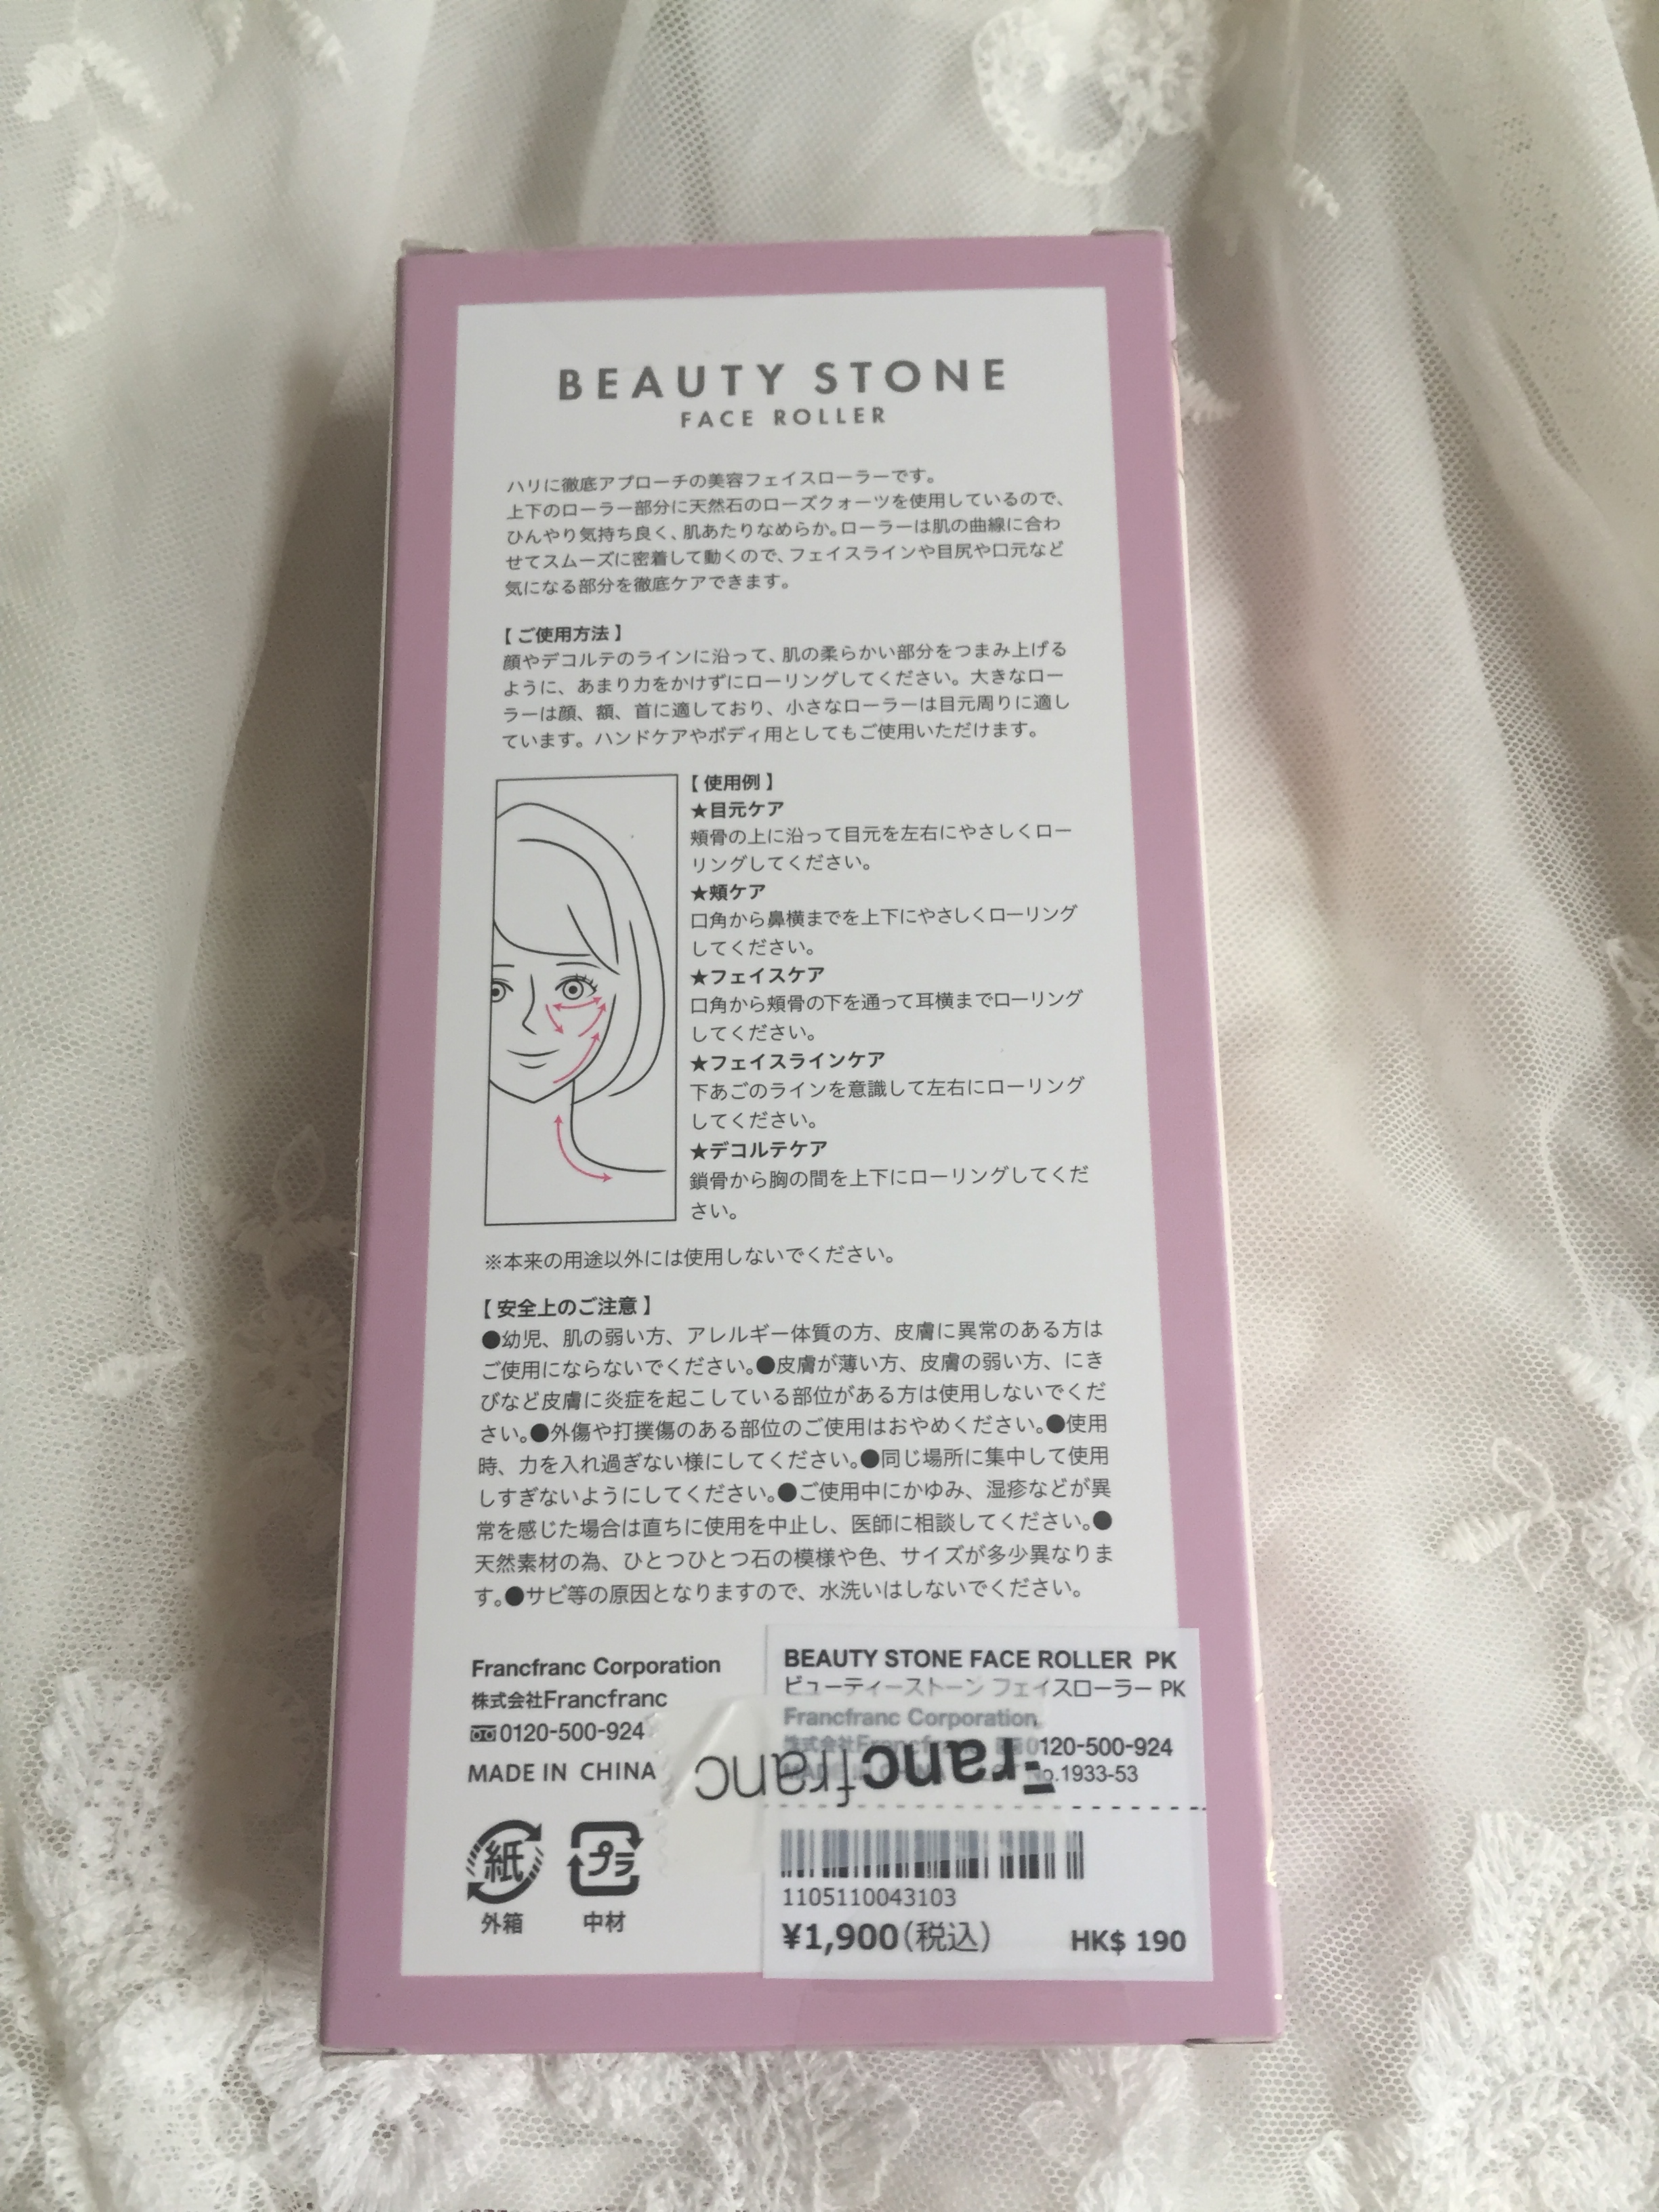 BEAUTY STONE
FACE ROLLER
ハリに徹底アプローチの美容フェイスローラーです。
上下のローラー部分に天然石のローズクォーツを使用しているので、
ひんやり気持ち良く、肌あたりなめらか。ローラーは肌の曲線に合わ
せてスムーズに密着して動くので、フェイスラインや目尻や口元など
気になる部分を徹底ケアできます。
【ご使用方法】
顔やデコルテのラインに沿って、肌の柔らかい部分をつまみ上げる
ように、あまり力をかけずにローリングしてください。大きなロー
ラーは顔、額、首に適しており、小さなローラーは目元周りに適し
ています。ハンドケアやボディ用としてもご使用いただけます。
【使用例】
★目元ケア
頬骨の上に沿って目元を左右にやさしくロー
リングしてください。
★頬ケア
口角から鼻横までを上下にやさしくローリング
してください。
★フェイスケア
口角から頬骨の下を通って耳横までローリング
してください。
★フェイスラインケア
下あごのラインを意識して左右にローリング
してください。
★デコルテケア
鎖骨から胸の間を上下にローリングしてくだ
さい。
※本来の用途以外には使用しないでください。
【安全上のご注意】
●幼児、肌の弱い方、アレルギー体質の方、皮膚に異常のある方は
ご使用にならないでください。●皮膚が薄い方、皮膚の弱い方、にき
びなど皮膚に炎症を起こしている部位がある方は使用しないでくだ
さい。●外傷や打撲傷のある部位のご使用はおやめください。●使用
時、力を入れ過ぎない様にしてください。●同じ場所に集中して使用
しすぎないようにしてください。●ご使用中にかゆみ、湿疹などが異
常を感じた場合は直ちに使用を中止し、医師に相談してください。●
天然素材の為、ひとつひとつ石の模様や色、サイズが多少異なりま
す。●サビ等の原因となりますので、水洗いはしないでください。
Francfranc Corporation
株式会社Francfranc
0120-500-924
MADE IN CHINA
紙
外箱
プラ
中材
BEAUTY STONE FACE ROLLER PK
ビューティーストーン フェイスローラー PK
Francfranc Corporation
株式会社Francfranc 0120-500-924
MADE IN CHINA No.1933-53
Francfranc
1105110043103
¥1,900(税込) HK$ 190